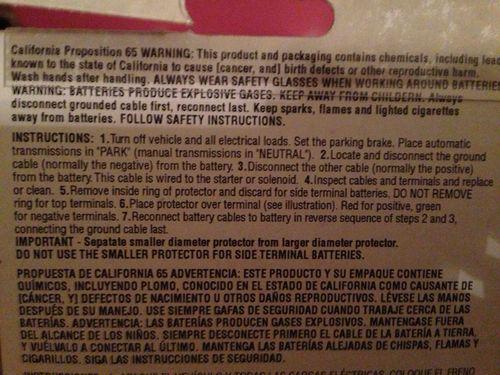 California Proposition 65 WARNING: This product and packaging contains chemicals, including lead
known to the state of California to cause [cancer, and] birth defects or other reproductive harm.
Wash hands after handling. ALWAYS WEAR SAFETY GLASSES WHEN WORKING AROUND BATTERIES
WARNING: BATTERIES PRODUCE EXPLOSIVE GASES. KEEP AWAY FROM CHILDERN. Always
disconnect grounded cable first, reconnect last. Keep sparks, flames and lighted cigarettes
away from batteries. FOLLOW SAFETY INSTRUCTIONS.
INSTRUCTIONS: 1.Turn off vehicle and all electrical loads. Set the parking brake. Place automatic
transmissions in "PARK" (manual transmissions in "NEUTRAL"). 2.Locate and disconnect the ground
cable (normally the negative) from the battery. 3.Disconnect the other cable (normally the positive)
from the battery. This cable is wired to the starter or solenoid. 4.Inspect cables and terminals and replace
or clean. 5.Remove inside ring of protector and discard for side terminal batteries. DO NOT REMOVE
ring for top terminals. 6.Place protector over terminal (see illustration). Red for positive, green
for negative terminals. 7.Reconnect battery cables to battery in reverse sequence of steps 2 and 3,
connecting the ground cable last.
IMPORTANT - Sepatate smaller diameter protector from larger diameter protector.
DO NOT USE THE SMALLER PROTECTOR FOR SIDE TERMINAL BATTERIES.
PROPUESTA DE CALIFORNIA 65 ADVERTENCIA: ESTE PRODUCTO Y SU EMPAQUE CONTIENE
QUÍMICOS, INCLUYENDO PLOMO, CONOCIDO EN EL ESTADO DE CALIFORNIA COMO CAUSANTE DE
[CÁNCER, Y] DEFECTOS DE NACIMIENTO U OTROS DAÑOS REPRODUCTIVOS. LÉVESE LAS MANOS
DESPUÉS DE SU MANEJO. USE SIEMPRE GAFAS DE SEGURIDAD CUANDO TRABAJE CERCA DE LAS
BATERÍAS. ADVERTENCIA: LAS BATERÍAS PRODUCEN GASES EXPLOSIVOS. MANTENGASE FUERA
DEL ALCANCE DE LOS NIÑOS. SIEMPRE DESCONECTE PRIMERO EL CABLE DE LA BATERÍA A TIERRA.
Y VUÉLVALO A CONECTAR AL ÚLTIMO. MANTENGA LAS BATERÍAS ALEJADAS DE CHISPAS, FLAMAS Y
CIGARILLOS. SIGA LAS INSTRUCCIONES DE SEGURIDAD.